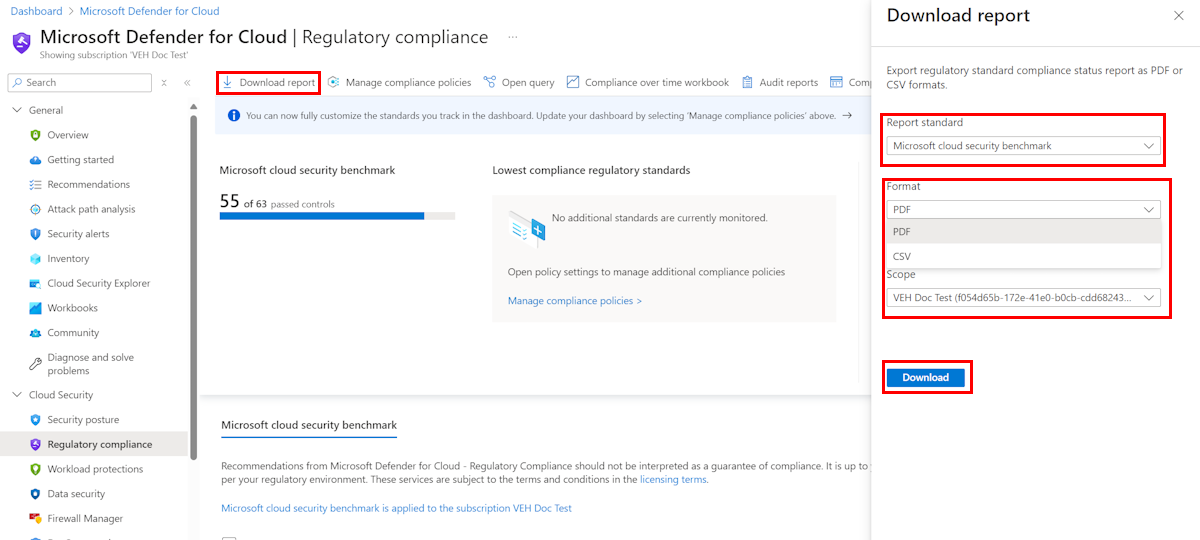 Dashboard > Microsoft Defender for Cloud
Microsoft Defender for Cloud | Regulatory compliance ...
Showing subscription 'VEH Doc Test'
Search
General
Overview
Getting started
Recommendations
Attack path analysis
Security alerts
Inventory
Cloud Security Explorer
Workbooks
Community
Diagnose and solve
problems
Cloud Security
Security posture
Regulatory compliance
Workload protections
Data security
Firewall Manager
Download report
Manage compliance policies
Open query
Compliance over time workbook
Audit reports
You can now fully customize the standards you track in the dashboard. Update your dashboard by selecting 'Manage compliance policies' above. →
Microsoft cloud security benchmark
55 of 63 passed controls
Lowest compliance regulatory standards
No additional standards are currently monitored.
Open policy settings to manage additional compliance policies
Manage compliance policies >
Microsoft cloud security benchmark
Recommendations from Microsoft Defender for Cloud - Regulatory Compliance should not be interpreted as a guarantee of compliance. It is up to
per your regulatory environment. These services are subject to the terms and conditions in the licensing terms.
Microsoft cloud security benchmark is applied to the subscription VEH Doc Test
Download report
Export regulatory standard compliance status report as PDF or
CSV formats.
Report standard
Microsoft cloud security benchmark
Format
PDF
PDF
CSV
Scope
VEH Doc Test (f054d65b-172e-41e0-b0cb-cdd68243...
Download